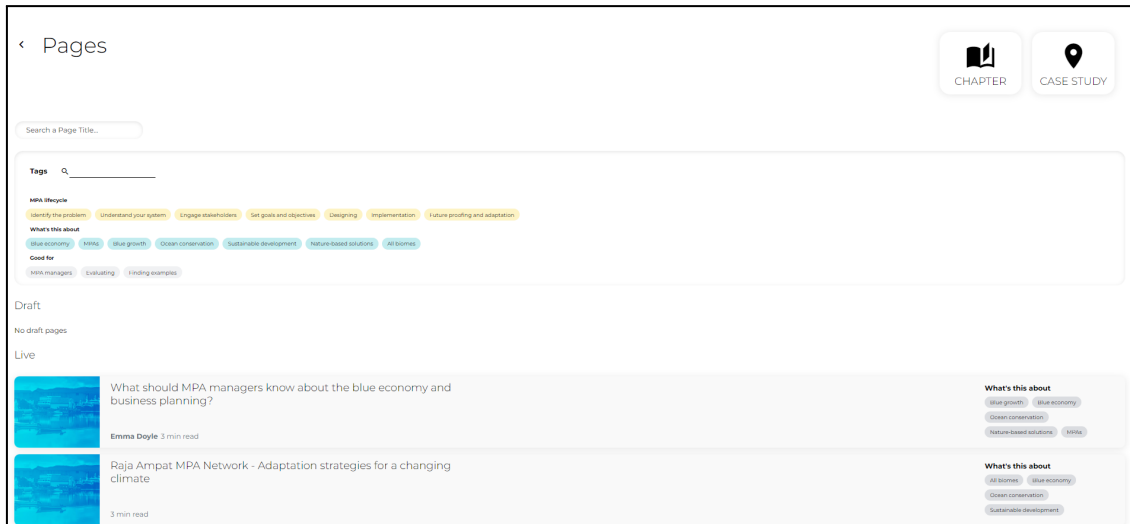 Pages
CHAPTER
CASE STUDY
Search a Page Title...
Tags
MPA lifecycle
Identify the problem Understand your system Engage stakeholders Set goals and objectives Designing Implementation Future proofing and adaptation
What's this about
Blue economy MPAs Blue growth Ocean conservation Sustainable development Nature-based solutions All biomes
Good for
MPA managers Evaluating Finding examples
Draft
No draft pages
Live
What should MPA managers know about the blue economy and
business planning?
Emma Doyle 3 min read
What's this about
Blue growth Blue economy
Ocean conservation
Nature-based solutions MPAs
Raja Ampat MPA Network - Adaptation strategies for a changing
climate
3 min read
What's this about
All biomes Blue economy
Ocean conservation
Sustainable development